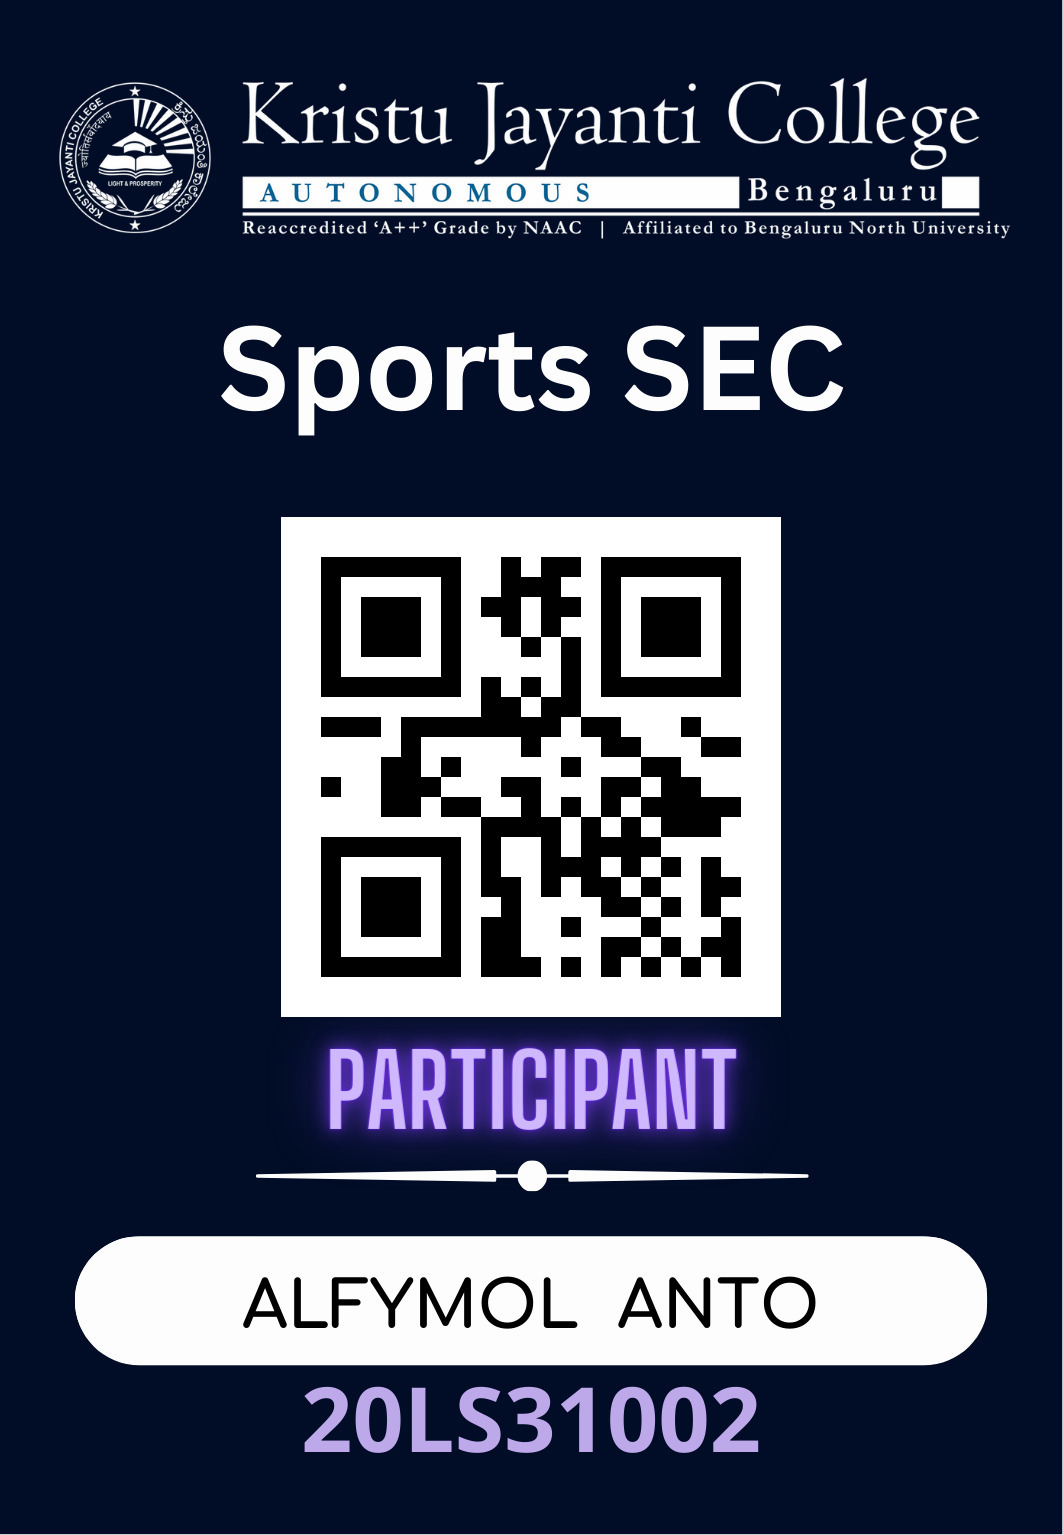 KRISTU JAYANTI COLLEGE
ಕ್ರಿಸ್ತು ಜಯಂತಿ ಕಾಲೇಜು
LIGHT & PROSPERITY
Kristu Jayanti College
AUTONOMOUS Bengaluru
Reaccredited ‘A++’ Grade by NAAC | Affiliated to Bengaluru North University
Sports SEC
PARTICIPANT
ALFYMOL ANTO
20LS31002